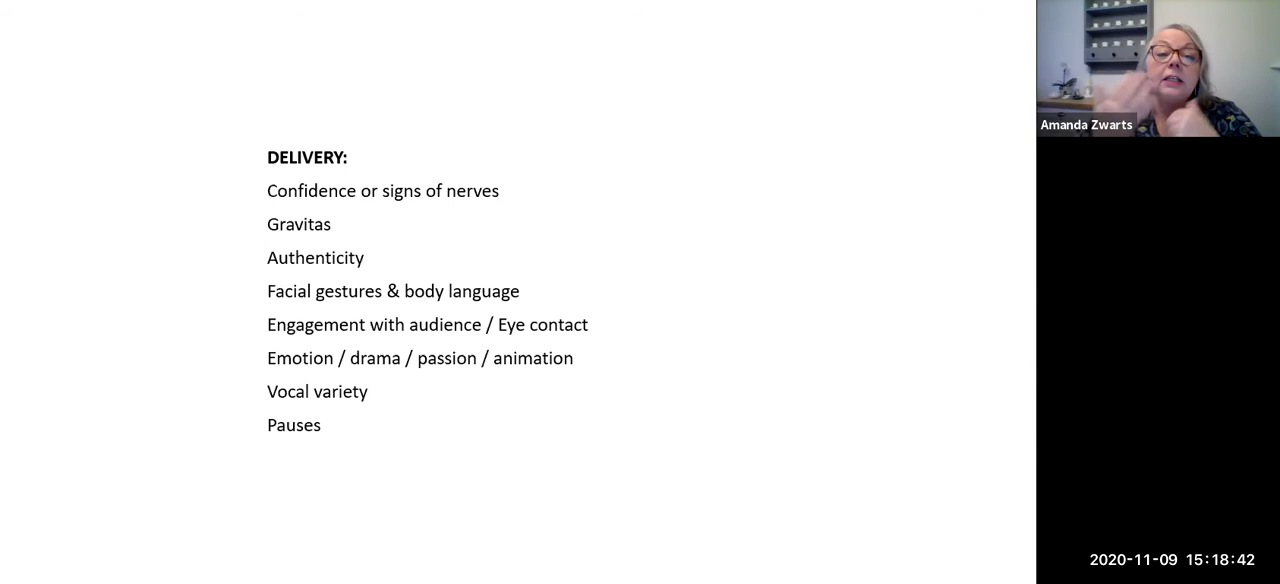 DELIVERY:
Confidence or signs of nerves
Gravitas
Authenticity
Facial gestures & body language
Engagement with audience / Eye contact
Emotion / drama / passion / animation
Vocal variety
Pauses
Amanda Zwarts
2020-11-09 15:18:42